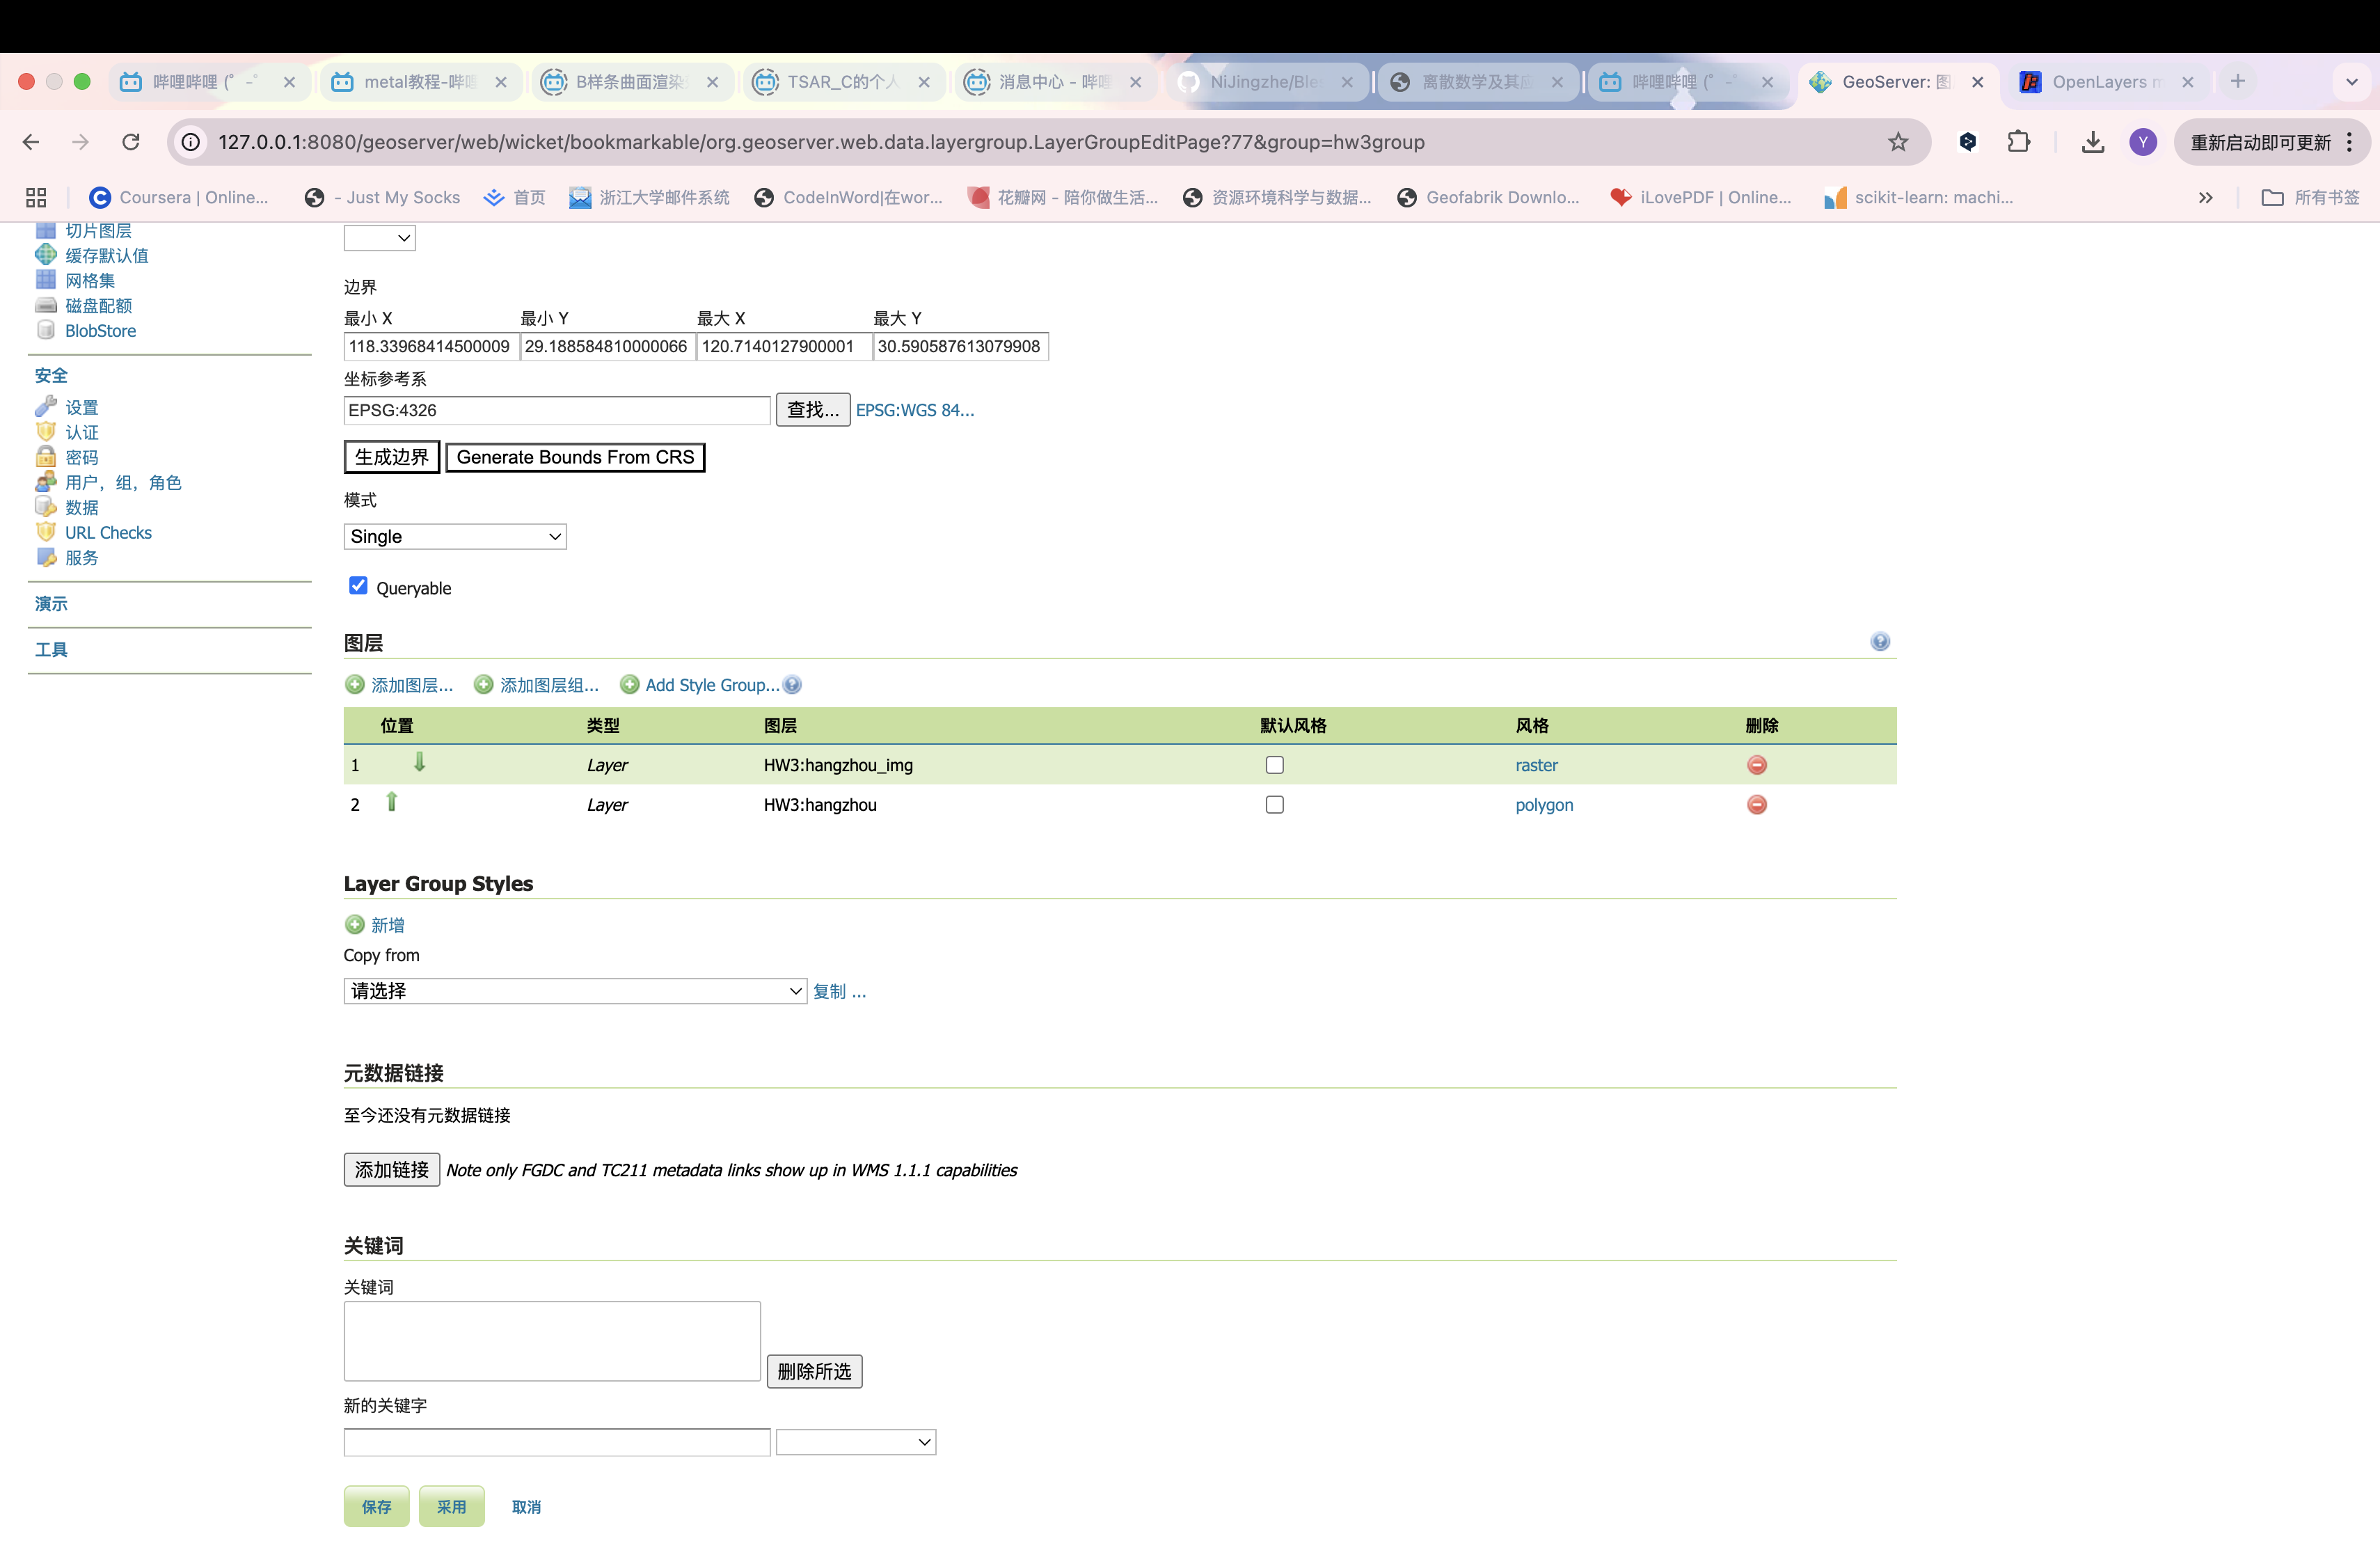 哔哩哔哩 (゜-゜
metal教程-哔哩
B样条曲面渲染
TSAR_C的个人
消息中心 - 哔哩
NiJingzhe/Ble
离散数学及其应
哔哩哔哩 (゜-゜
GeoServer: 图
OpenLayers m
127.0.0.1:8080/geoserver/web/wicket/bookmarkable/org.geoserver.web.data.layergroup.LayerGroupEditPage?77&group=hw3group
Y
重新启动即可更新
Coursera | Online...
- Just My Socks
首页
浙江大学邮件系统
CodeInWord|在wor...
花瓣网 - 陪你做生活...
资源环境科学与数据...
Geofabrik Downlo...
iLovePDF | Online...
scikit-learn: machi...
所有书签
切片图层
缓存默认值
网格集
磁盘配额
BlobStore
安全
设置
认证
密码
用户，组，角色
数据
URL Checks
服务
演示
工具
边界
最小 X 最小 Y 最大 X 最大 Y
118.33968414500009 29.188584810000066 120.7140127900001 30.590587613079908
坐标参考系
EPSG:4326 查找... EPSG:WGS 84...
生成边界 Generate Bounds From CRS
模式
Single
Queryable
图层
添加图层... 添加图层组... Add Style Group...
位置 类型 图层 默认风格 风格 删除
1 Layer HW3:hangzhou_img raster
2 Layer HW3:hangzhou polygon
Layer Group Styles
新增
Copy from
请选择 复制 ...
元数据链接
至今还没有元数据链接
添加链接 Note only FGDC and TC211 metadata links show up in WMS 1.1.1 capabilities
关键词
关键词
删除所选
新的关键字
保存 采用 取消